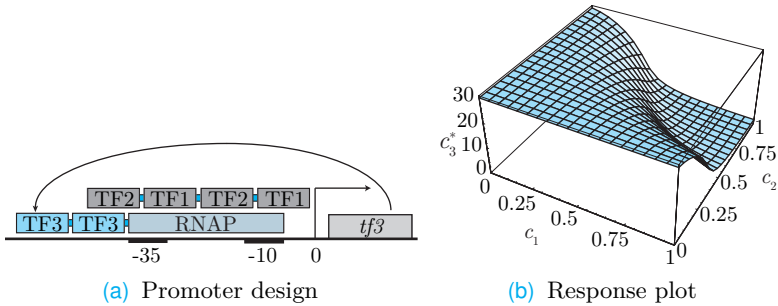 TF2 TF1 TF2 TF1
TF3 TF3 RNAP
tf3
-35 -10 0
(a) Promoter design
30
20
10
0
c3*
0
0.25
0.5
0.75
1
c1
0
0.25
0.5
0.75
1
c2
(b) Response plot